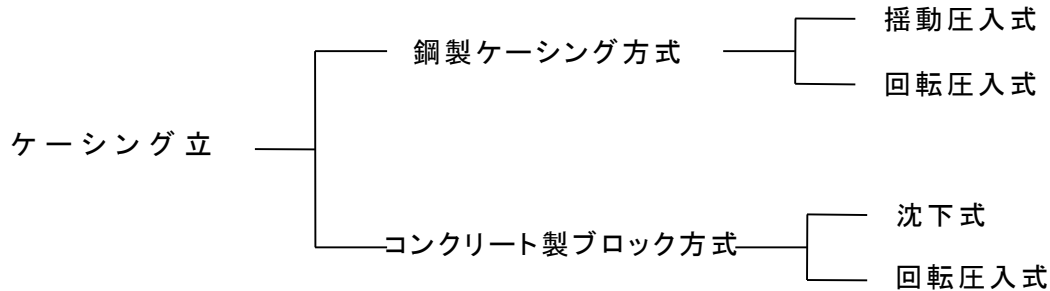 揺動圧入式
鋼製ケーシング方式
回転圧入式
ケーシング立
沈下式
コンクリート製ブロック方式
回転圧入式